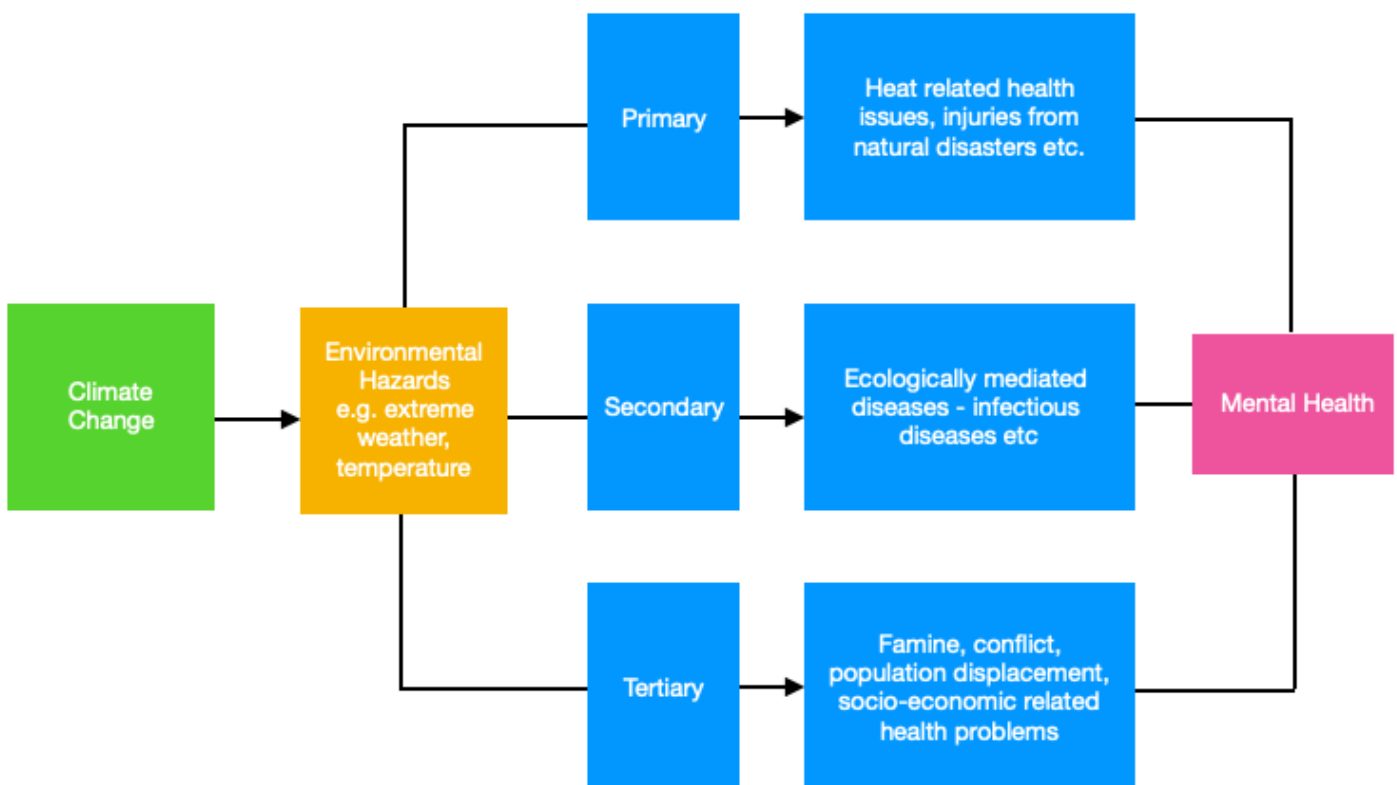 Climate
Change
Environmental
Hazards
e.g. extreme
weather,
temperature
Primary
Heat related health
issues, injuries from
natural disasters etc.
Secondary
Ecologically mediated
diseases - infectious
diseases etc
Tertiary
Famine, conflict,
population displacement,
socio-economic related
health problems
Mental Health